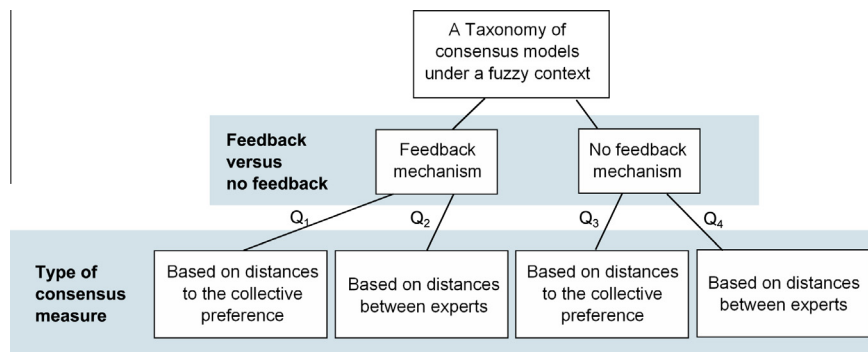 A Taxonomy of
consensus models
under a fuzzy context
Feedback
versus
no feedback
Feedback
mechanism
No feedback
mechanism
Q1
Q2
Q3
Q4
Type of
consensus
measure
Based on distances
to the collective
preference
Based on distances
between experts
Based on distances
to the collective
preference
Based on distances
between experts